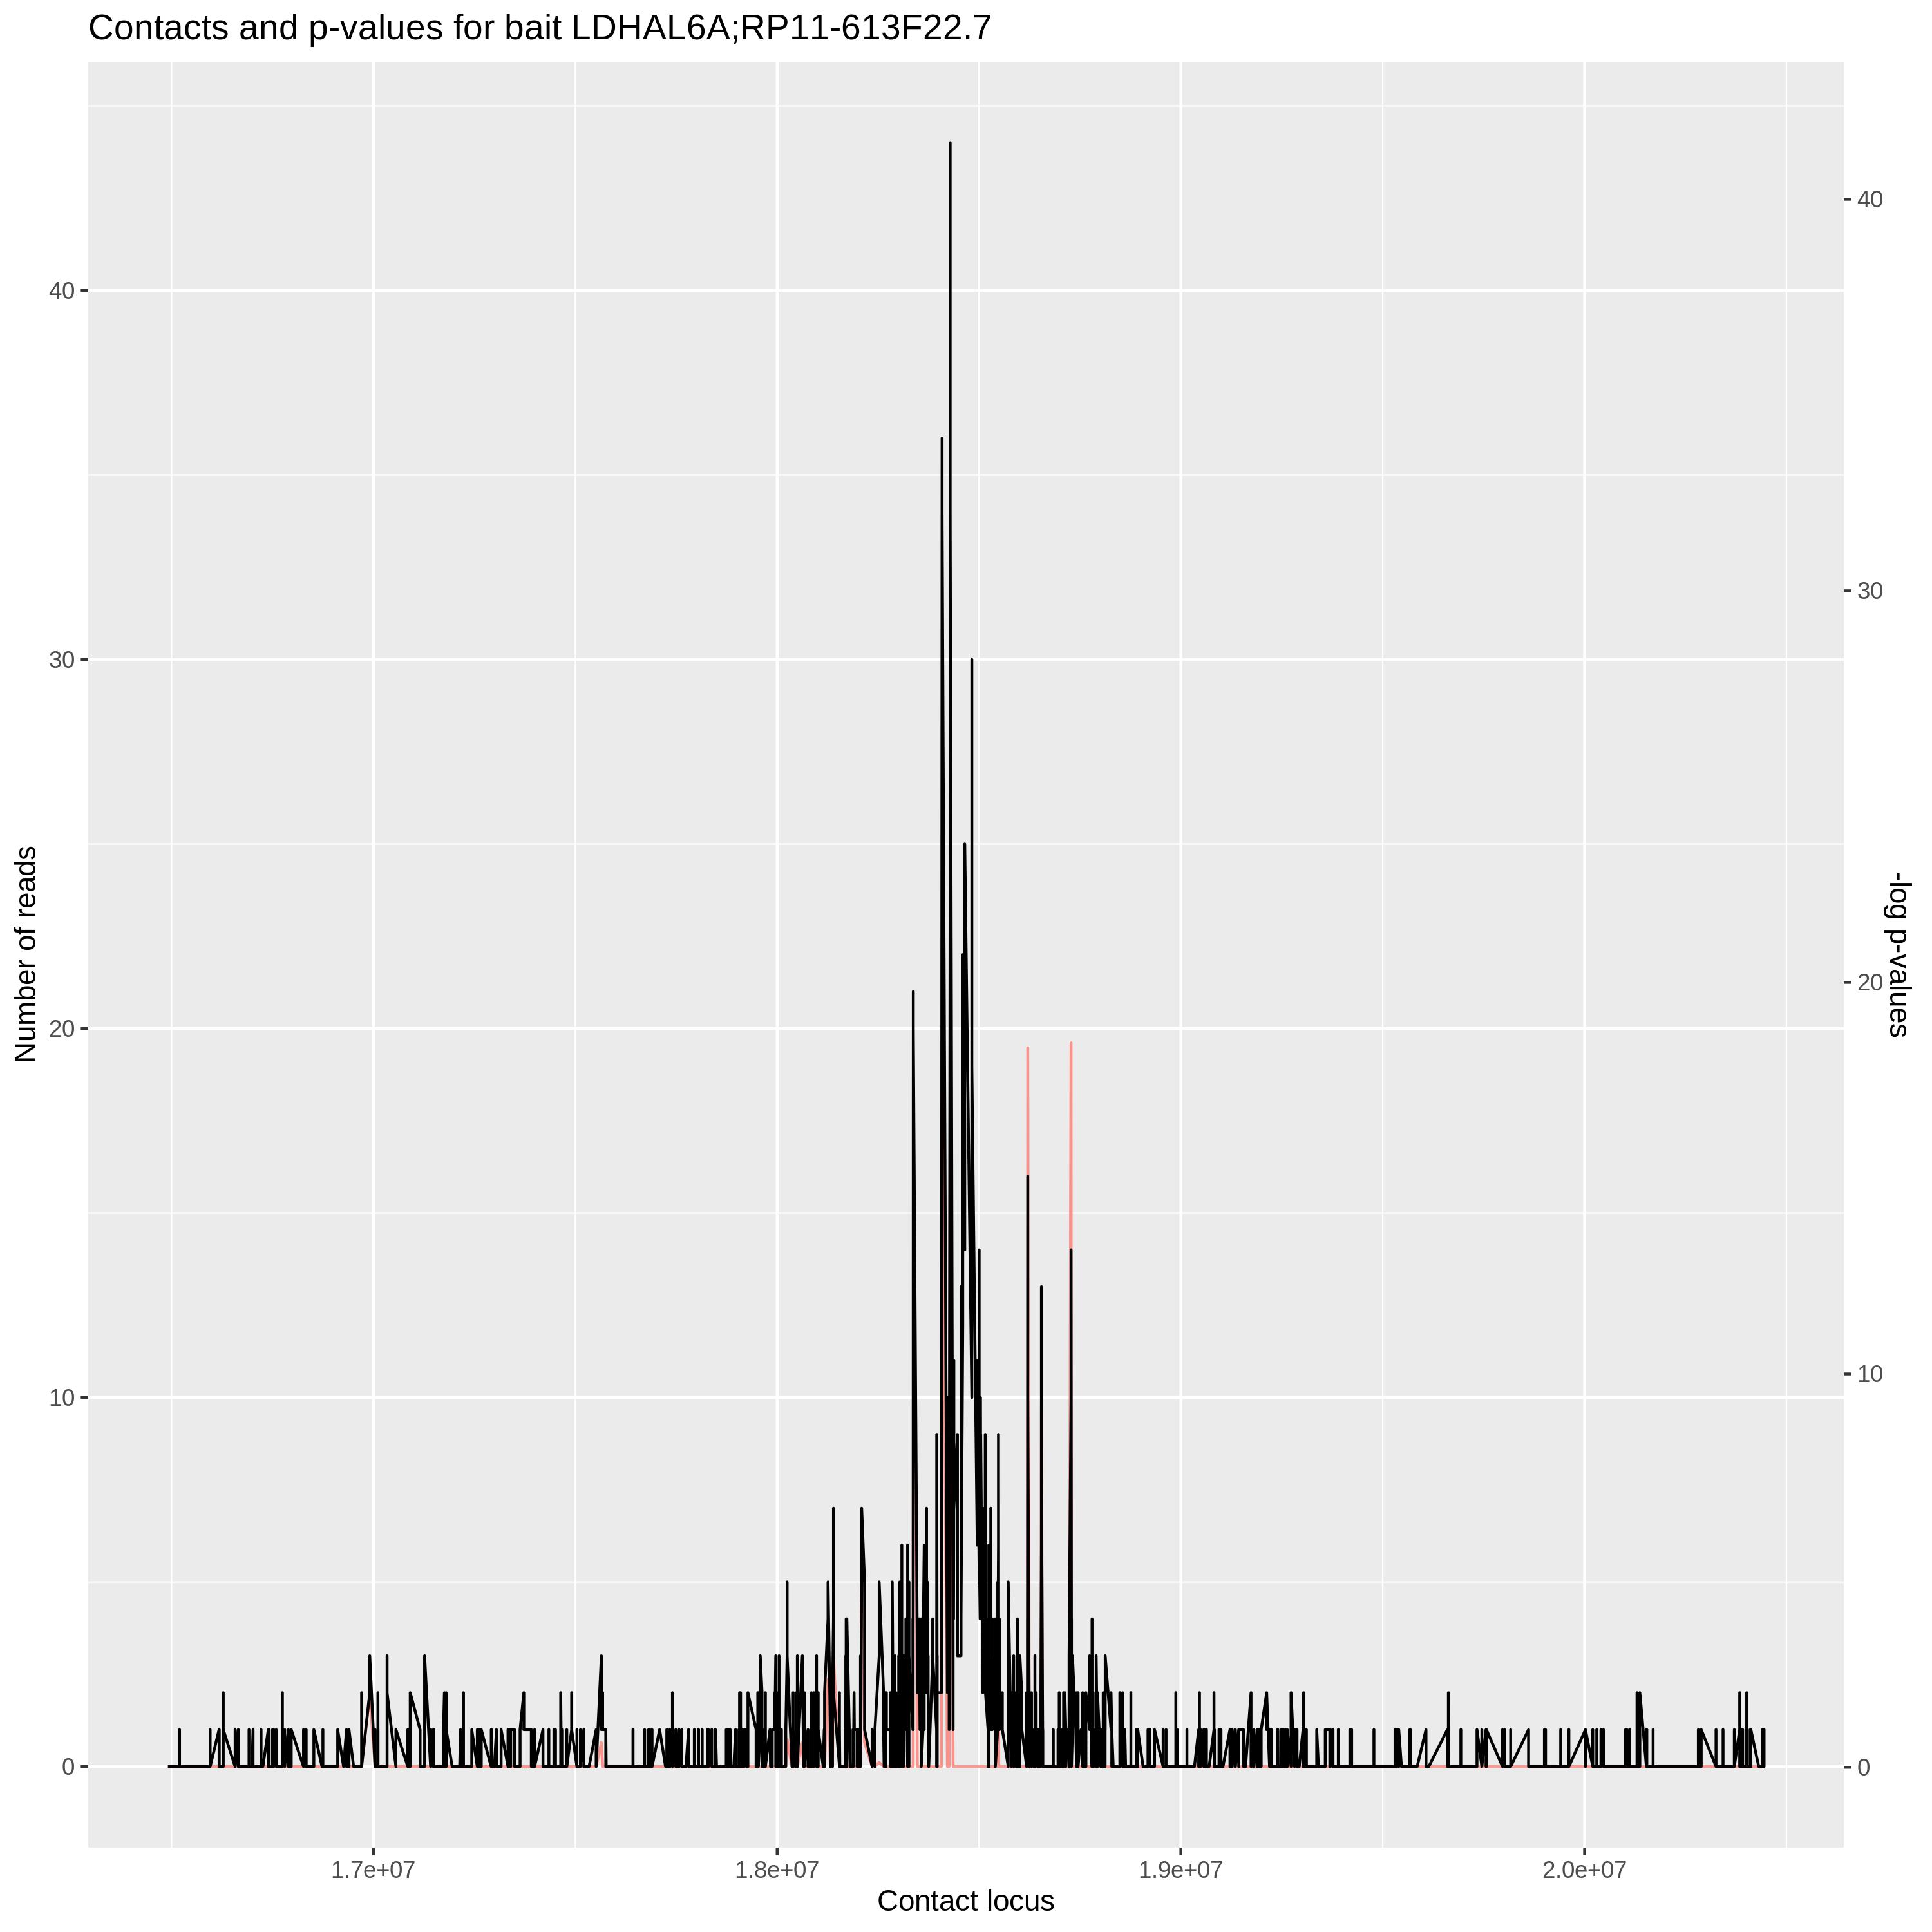 Contacts and p-values for bait LDHAL6A;RP11-613F22.7
40
30
20
10
0
Number of reads
40
30
20
10
0
-log p-values
1.7e+07
1.8e+07
1.9e+07
2.0e+07
Contact locus